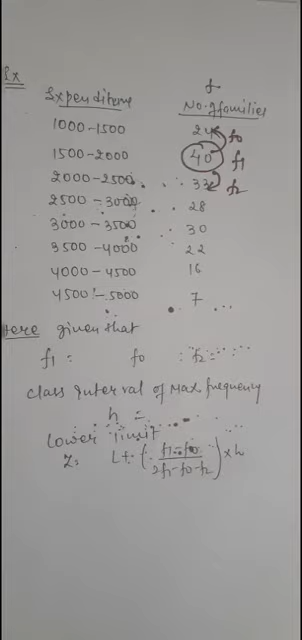 Ex
f
Expenditure No. of families
1000-1500 24 f0
1500-2000 40 f1
2000-2500 33 f2
2500-3000 28
3000-3500 30
3500-4000 22
4000-4500 16
4500-5000 7
Here given that
f1 = f0 : f2 =
class interval of Max frequency
h =
Lower limit
Z = L + (f1-f0 / 2f1-f0-f2) × h